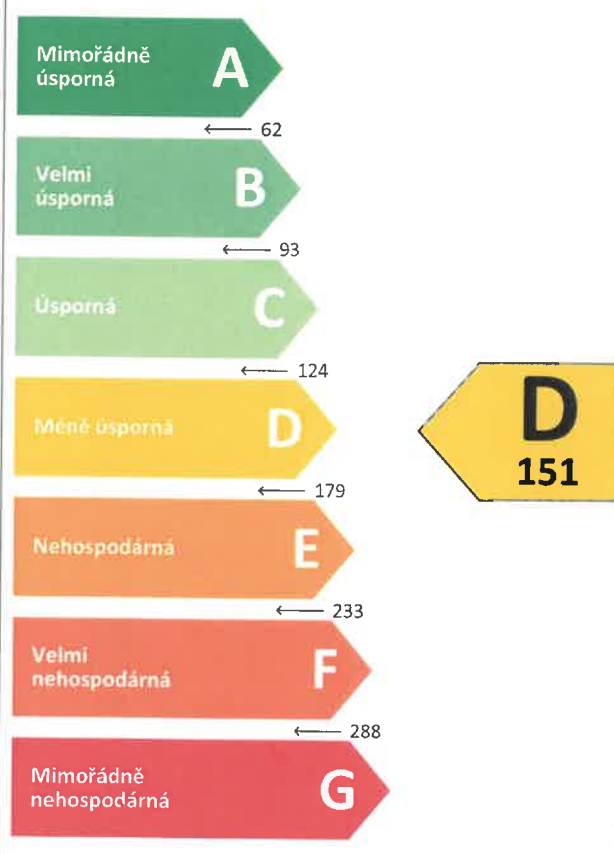 Mimořádně
úsporná
A
← 62
Velmi
úsporná
B
← 93
Úsporná
C
← 124
Méně úsporná
D
← 179
D
151
Nehospodárná
E
← 233
Velmi
nehospodárná
F
← 288
Mimořádně
nehospodárná
G